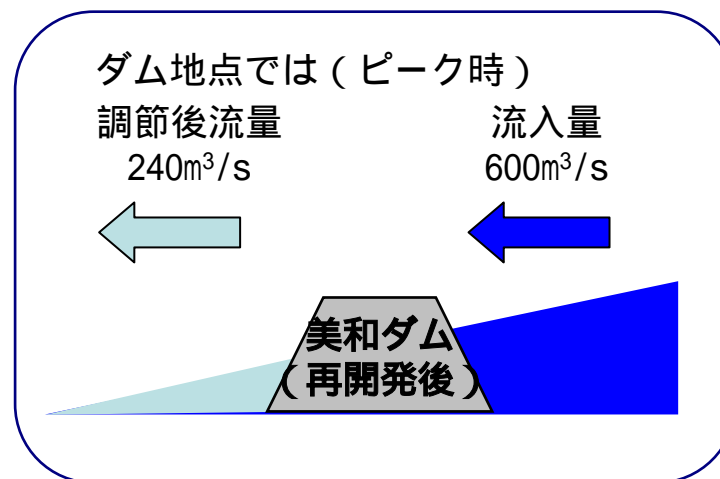 ダム地点では(ピーク時)
調節後流量
240m³/s
流入量
600m³/s
美和ダム
(再開発後)